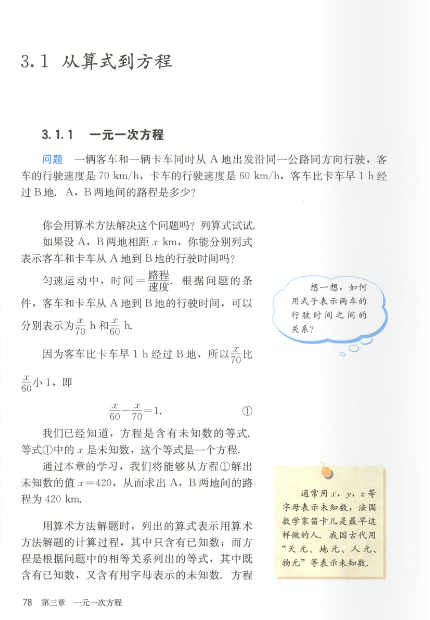 3.1 从算式到方程
3.1.1 一元一次方程
问题 一辆客车和一辆卡车同时从 A 地出发沿同一公路同方向行驶，客
车的行驶速度是 70 km/h，卡车的行驶速度是 60 km/h，客车比卡车早 1 h 经
过 B 地. A，B 两地间的路程是多少？
你会用算术方法解决这个问题吗？列算式试试.
如果设 A，B 两地相距 x km，你能分别列式
表示客车和卡车从 A 地到 B 地的行驶时间吗？
匀速运动中，时间＝路程/速度. 根据问题的条
件，客车和卡车从 A 地到 B 地的行驶时间，可以
分别表示为 x/70 h 和 x/60 h.
因为客车比卡车早 1 h 经过 B 地，所以 x/70 比
x/60 小 1，即
x/60－x/70＝1. ①
我们已经知道，方程是含有未知数的等式.
等式①中的 x 是未知数，这个等式是一个方程.
通过本章的学习，我们将能够从方程①解出
未知数的值 x＝420，从而求出 A，B 两地间的路
程为 420 km.
用算术方法解题时，列出的算式表示用算术
方法解题的计算过程，其中只含有已知数；而方
程是根据问题中的相等关系列出的等式，其中既
含有已知数，又含有用字母表示的未知数. 方程
想一想，如何
用式子表示两车的
行驶时间之间的
关系？
通常用 x，y，z 等
字母表示未知数，法国
数学家笛卡儿是最早这
样做的人. 我国古代用
“天元、地元、人元、
物元”等表示未知数.
78 第三章 一元一次方程